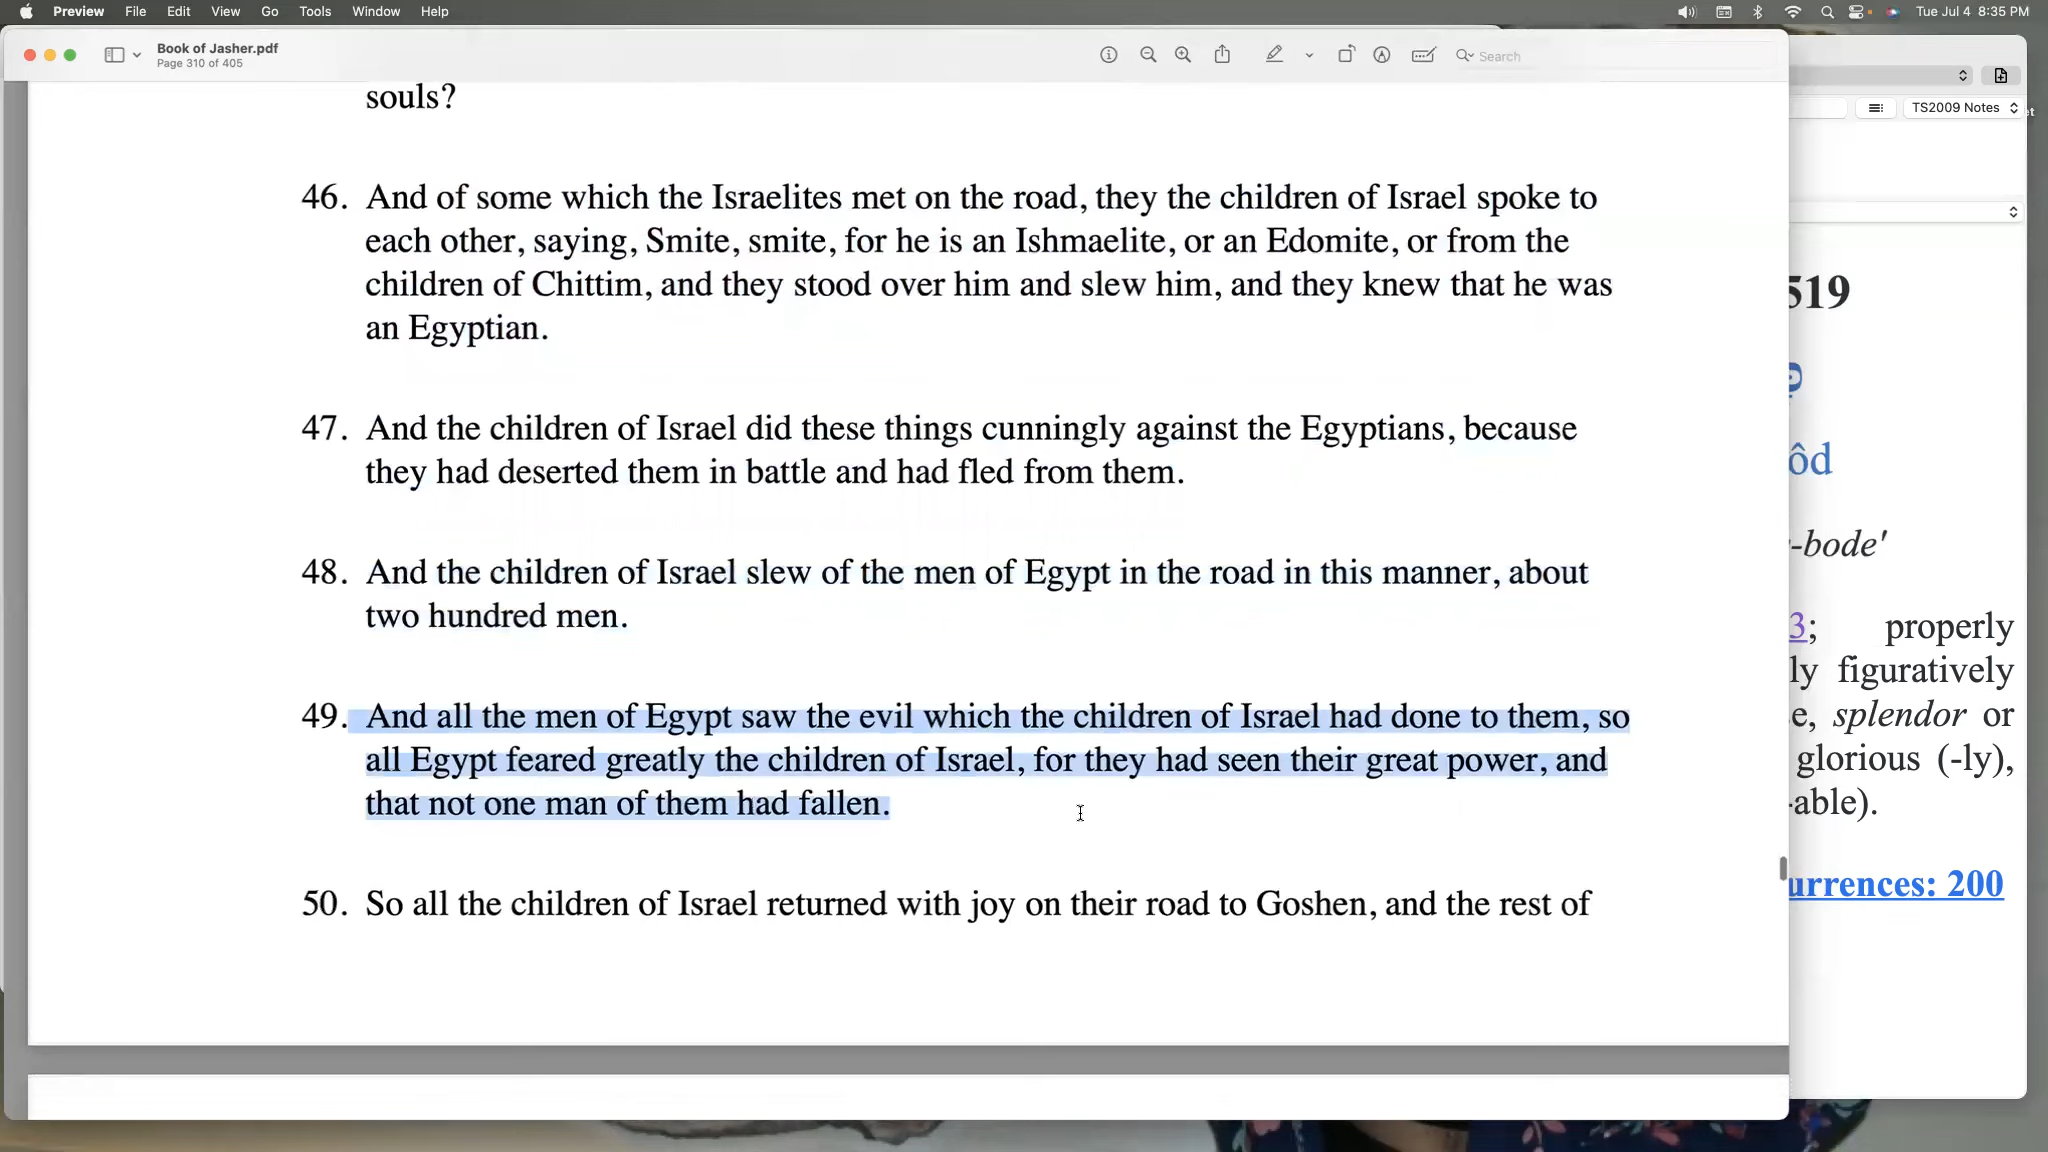 Preview File Edit View Go Tools Window Help
Tue Jul 4 8:35 PM
Book of Jasher.pdf
Page 310 of 405
Search
souls?
46. And of some which the Israelites met on the road, they the children of Israel spoke to
each other, saying, Smite, smite, for he is an Ishmaelite, or an Edomite, or from the
children of Chittim, and they stood over him and slew him, and they knew that he was
an Egyptian.
47. And the children of Israel did these things cunningly against the Egyptians, because
they had deserted them in battle and had fled from them.
48. And the children of Israel slew of the men of Egypt in the road in this manner, about
two hundred men.
49. And all the men of Egypt saw the evil which the children of Israel had done to them, so
all Egypt feared greatly the children of Israel, for they had seen their great power, and
that not one man of them had fallen.
50. So all the children of Israel returned with joy on their road to Goshen, and the rest of
TS2009 Notes
519
ôd
-bode'
3; properly
ly figuratively
e, splendor or
glorious (-ly),
-able).
urrences: 200